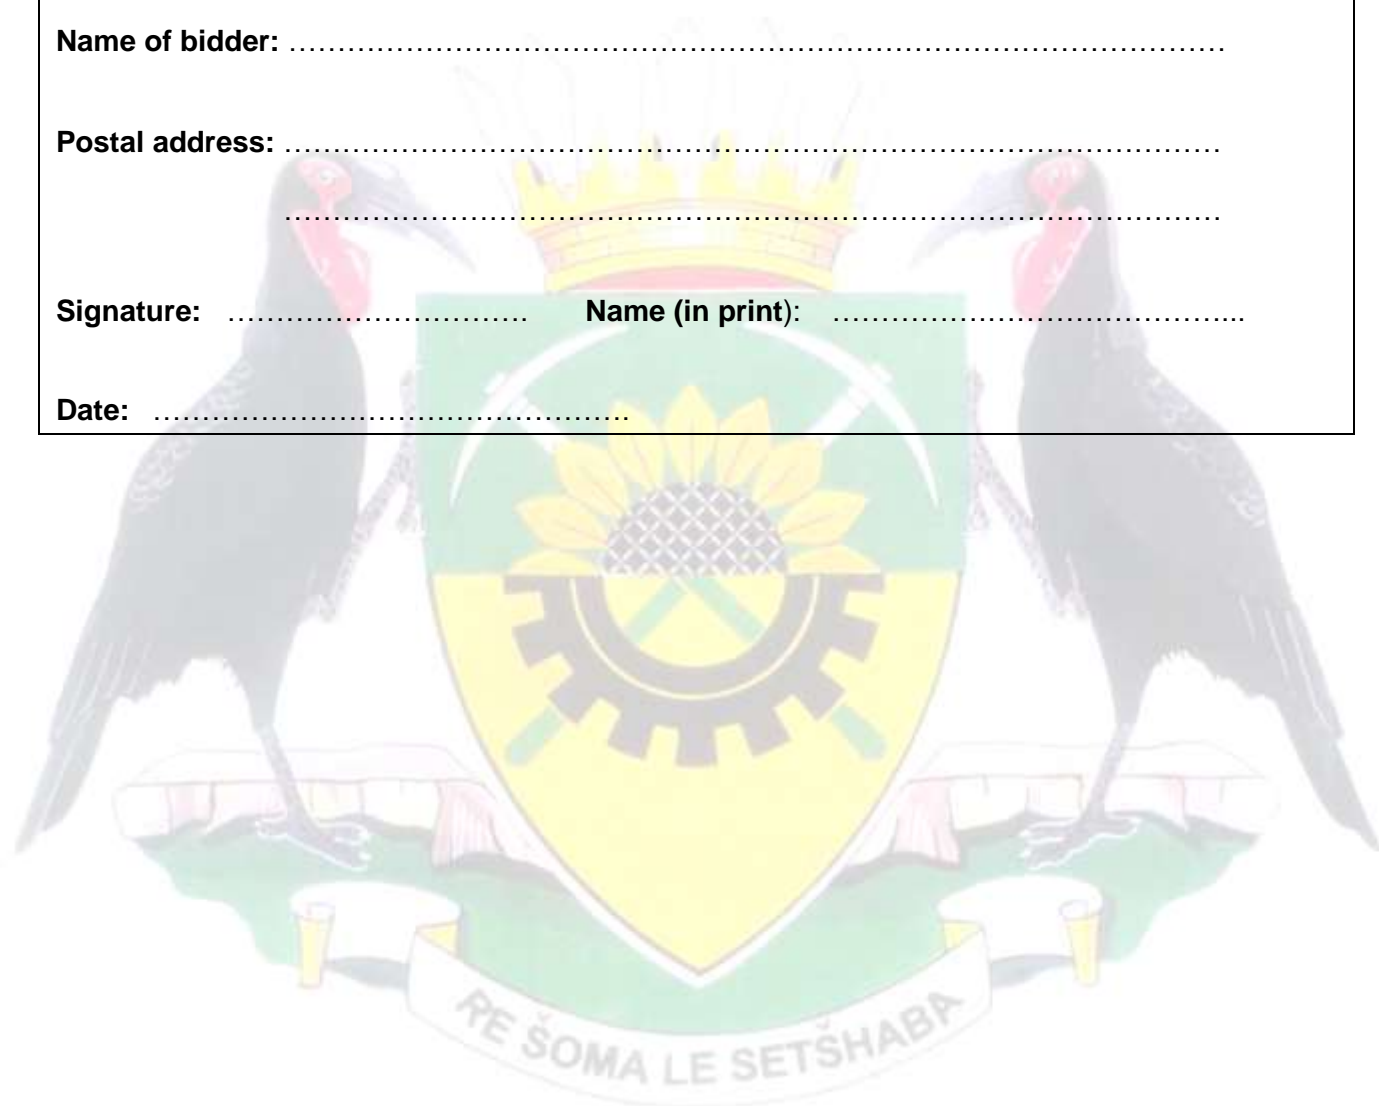 Name of bidder: ……………………………………………………………………………………
Postal address: ……………………………………………………………………………………
……………………………………………………………………………………
Signature: …………………………. Name (in print): …………………………………...
Date: ………………………………………….
RE ŠOMA LE SETŠHABA